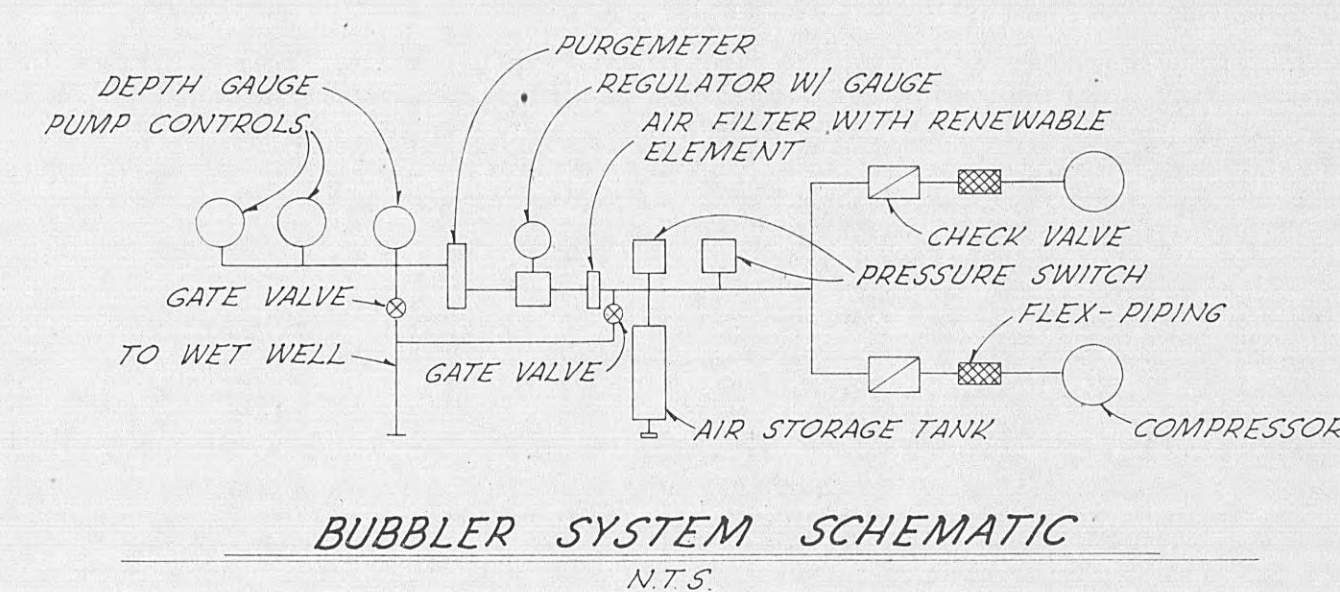 PURGEMETER
DEPTH GAUGE
REGULATOR W/ GAUGE
PUMP CONTROLS
AIR FILTER WITH RENEWABLE
ELEMENT
CHECK VALVE
PRESSURE SWITCH
GATE VALVE
FLEX-PIPING
TO WET WELL
GATE VALVE
AIR STORAGE TANK
COMPRESSOR
BUBBLER SYSTEM SCHEMATIC
N.T.S.